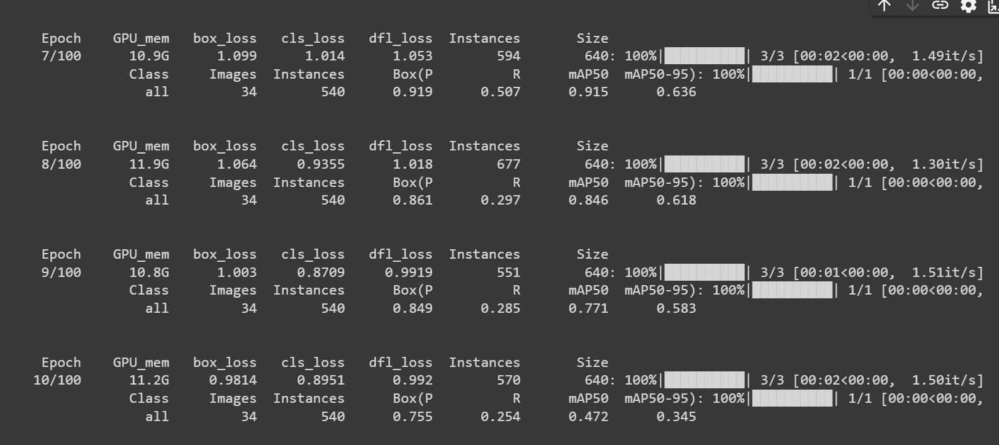 Epoch GPU_mem box_loss cls_loss dfl_loss Instances Size
7/100 10.9G 1.099 1.014 1.053 594 640: 100%|██████████| 3/3 [00:02<00:00, 1.49it/s]
Class Images Instances Box(P R mAP50 mAP50-95): 100%|██████████| 1/1 [00:00<00:00,
all 34 540 0.919 0.507 0.915 0.636
Epoch GPU_mem box_loss cls_loss dfl_loss Instances Size
8/100 11.9G 1.064 0.9355 1.018 677 640: 100%|██████████| 3/3 [00:02<00:00, 1.30it/s]
Class Images Instances Box(P R mAP50 mAP50-95): 100%|██████████| 1/1 [00:00<00:00,
all 34 540 0.861 0.297 0.846 0.618
Epoch GPU_mem box_loss cls_loss dfl_loss Instances Size
9/100 10.8G 1.003 0.8709 0.9919 551 640: 100%|██████████| 3/3 [00:01<00:00, 1.51it/s]
Class Images Instances Box(P R mAP50 mAP50-95): 100%|██████████| 1/1 [00:00<00:00,
all 34 540 0.849 0.285 0.771 0.583
Epoch GPU_mem box_loss cls_loss dfl_loss Instances Size
10/100 11.2G 0.9814 0.8951 0.992 570 640: 100%|██████████| 3/3 [00:02<00:00, 1.50it/s]
Class Images Instances Box(P R mAP50 mAP50-95): 100%|██████████| 1/1 [00:00<00:00,
all 34 540 0.755 0.254 0.472 0.345